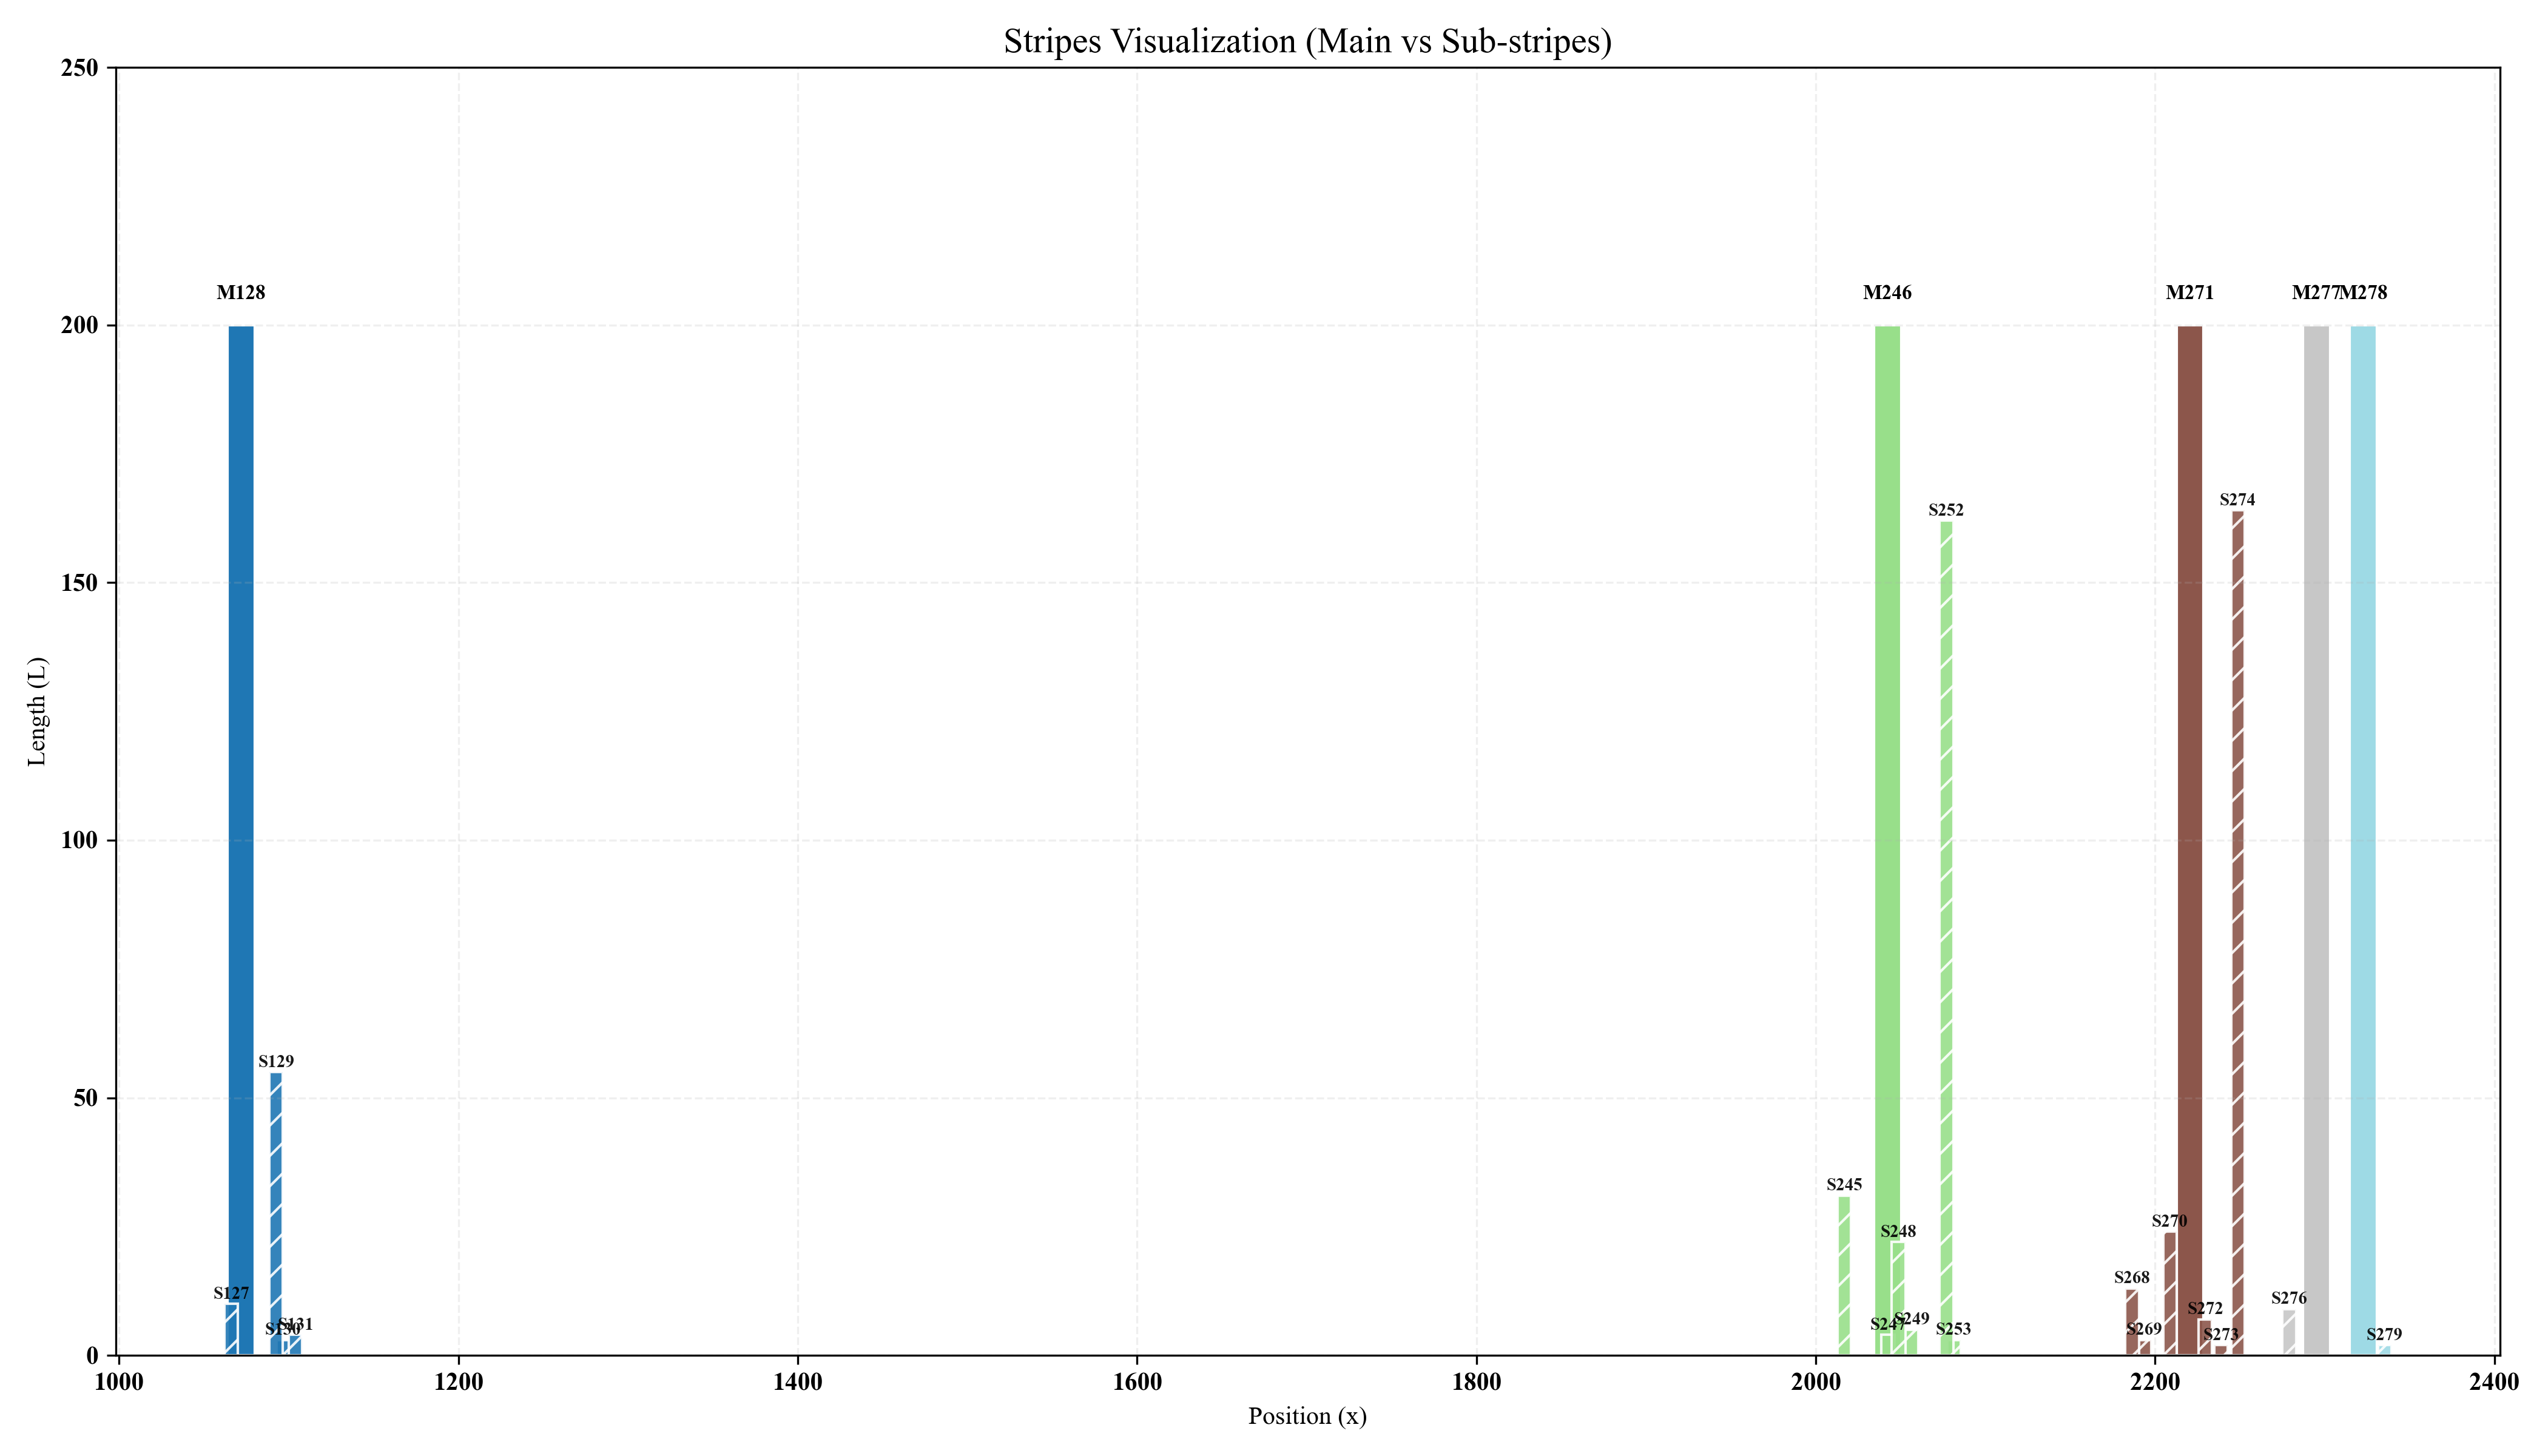 Stripes Visualization (Main vs Sub-stripes)
250
200
150
100
50
0
Length (L)
M128
M246
M271
M277
M278
S274
S252
S129
S245
S270
S248
S268
S276
S127
S272
S131
S130
S247
S249
S253
S269
S273
S279
1000 1200 1400 1600 1800 2000 2200 2400
Position (x)